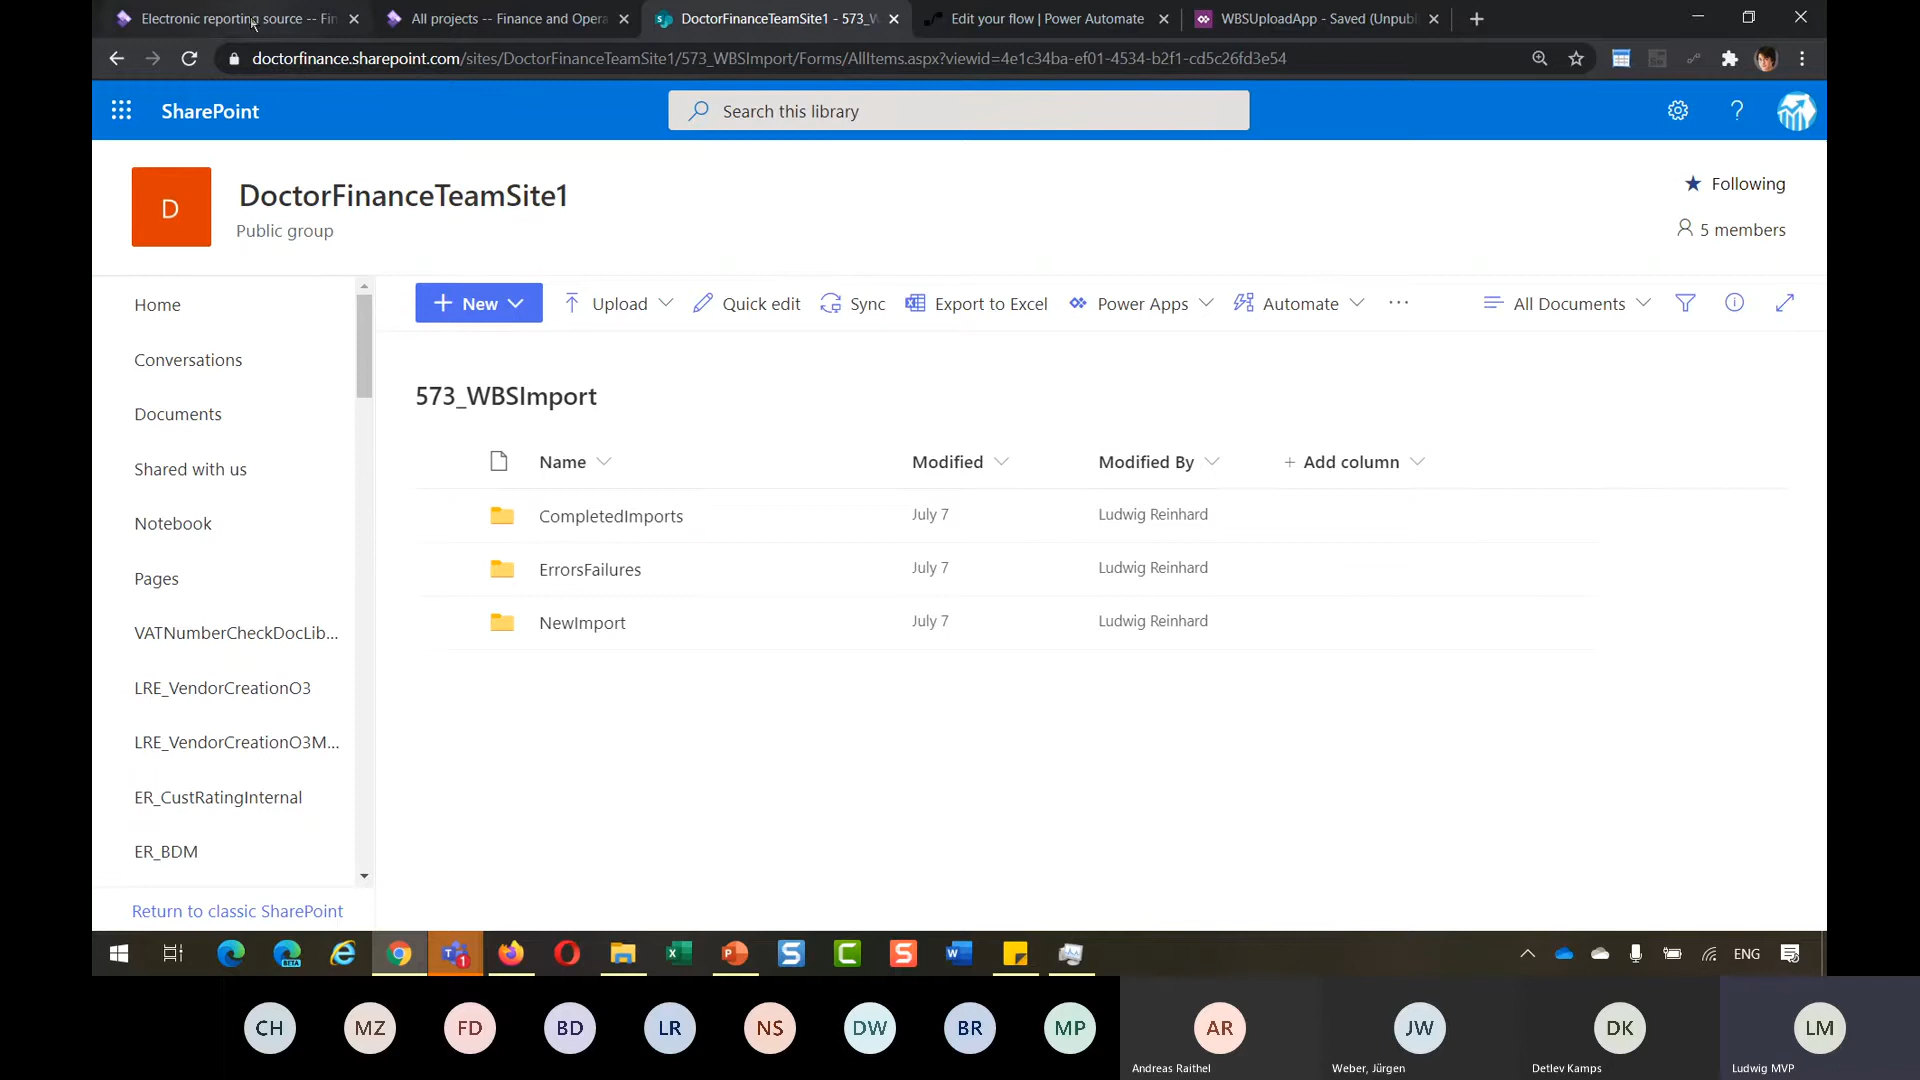 Electronic reporting source -- Fin
All projects -- Finance and Opera
DoctorFinanceTeamSite1 - 573_W
Edit your flow | Power Automate
WBSUploadApp - Saved (Unpubl
doctorfinance.sharepoint.com/sites/DoctorFinanceTeamSite1/573_WBSImport/Forms/AllItems.aspx?viewid=4e1c34ba-ef01-4534-b2f1-cd5c26fd3e54
SharePoint
Search this library
D
DoctorFinanceTeamSite1
Public group
Following
5 members
Home
Conversations
Documents
Shared with us
Notebook
Pages
VATNumberCheckDocLib...
LRE_VendorCreationO3
LRE_VendorCreationO3M...
ER_CustRatingInternal
ER_BDM
Return to classic SharePoint
+ New
Upload
Quick edit
Sync
Export to Excel
Power Apps
Automate
...
All Documents
573_WBSImport
Name
Modified
Modified By
+ Add column
CompletedImports
July 7
Ludwig Reinhard
ErrorsFailures
July 7
Ludwig Reinhard
NewImport
July 7
Ludwig Reinhard
BETA
1
ENG
CH
MZ
FD
BD
LR
NS
DW
BR
MP
AR
JW
DK
LM
Andreas Raithel
Weber, Jürgen
Detlev Kamps
Ludwig MVP